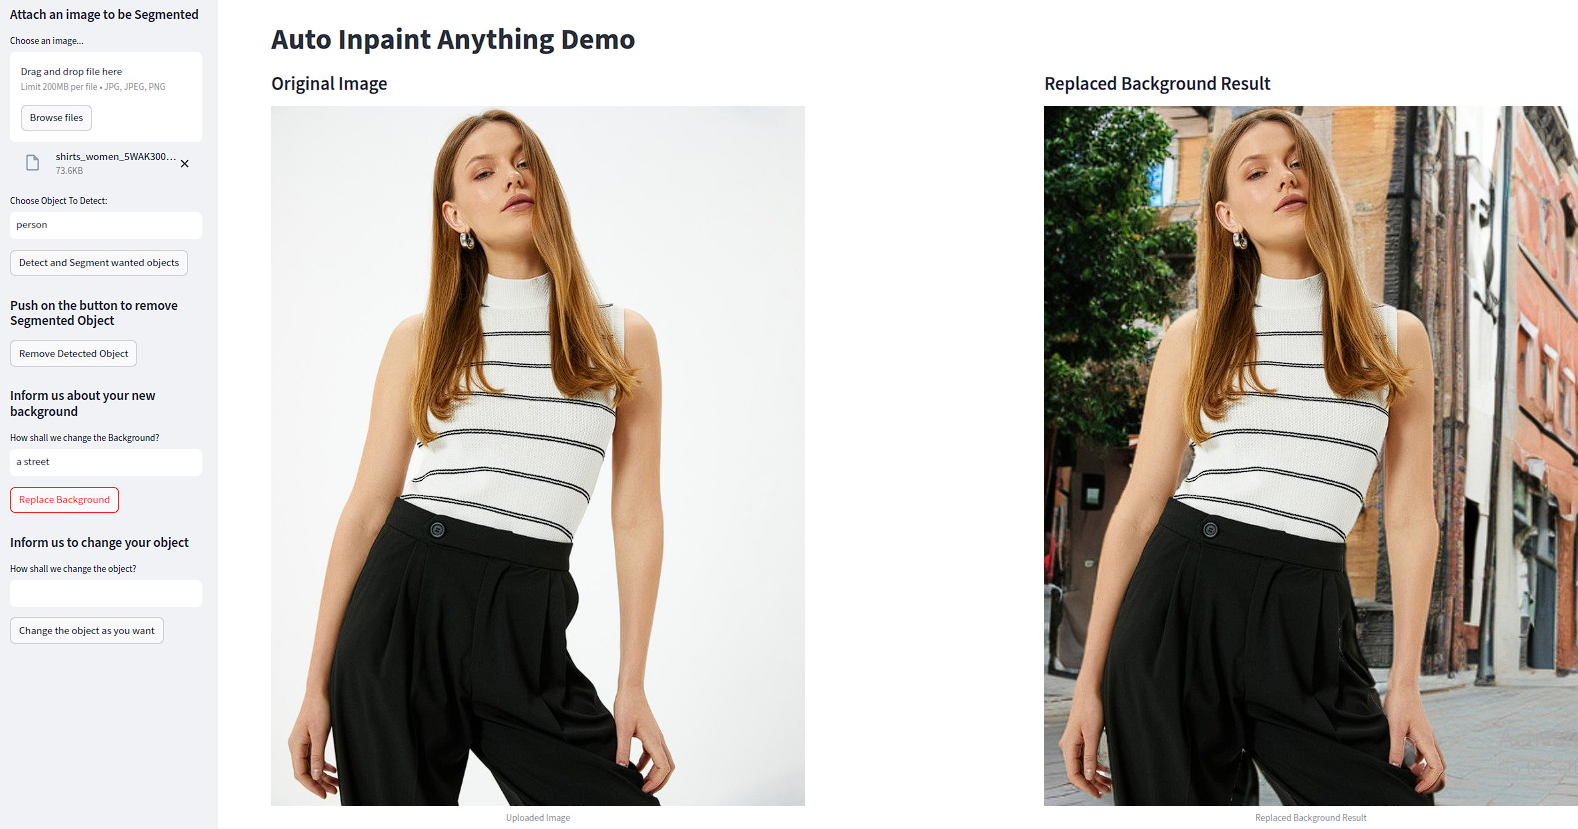 Attach an image to be Segmented
Choose an image...
Drag and drop file here
Limit 200MB per file • JPG, JPEG, PNG
Browse files
shirts_women_5WAK300...
73.6KB
Choose Object To Detect:
person
Detect and Segment wanted objects
Push on the button to remove
Segmented Object
Remove Detected Object
Inform us about your new
background
How shall we change the Background?
a street
Replace Background
Inform us to change your object
How shall we change the object?
Change the object as you want
Auto Inpaint Anything Demo
Original Image
Uploaded Image
Replaced Background Result
Replaced Background Result